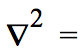 ∇² =